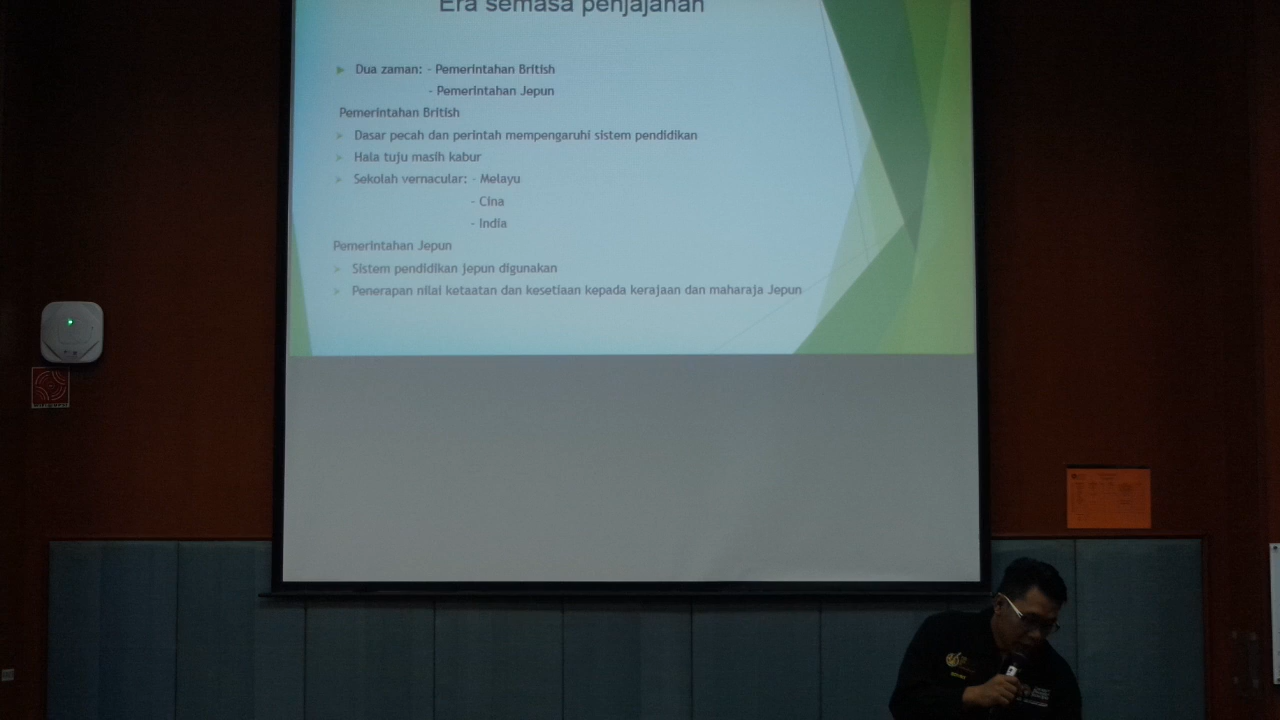 Era semasa penjajahan
Dua zaman: - Pemerintahan British
- Pemerintahan Jepun
Pemerintahan British
Dasar pecah dan perintah mempengaruhi sistem pendidikan
Hala tuju masih kabur
Sekolah vernacular: - Melayu
- Cina
- India
Pemerintahan Jepun
Sistem pendidikan jepun digunakan
Penerapan nilai ketaatan dan kesetiaan kepada kerajaan dan maharaja Jepun